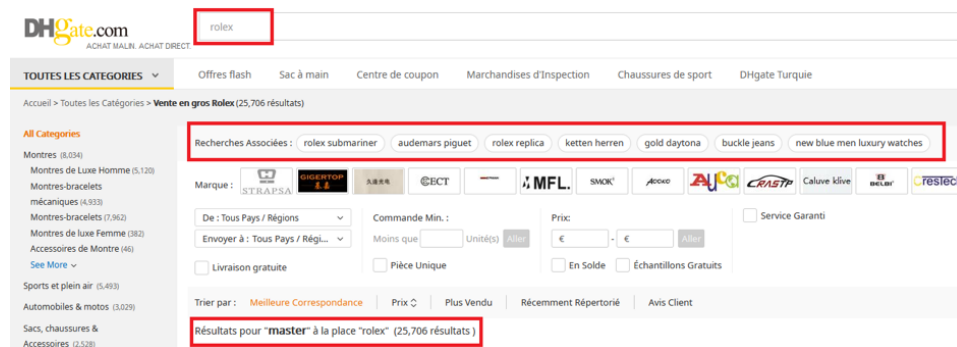 DHgate.com
ACHAT MALIN. ACHAT DIRECT.
rolex
TOUTES LES CATEGORIES
Offres flash Sac à main Centre de coupon Marchandises d'Inspection Chaussures de sport DHgate Turquie
Accueil > Toutes les Catégories > Vente en gros Rolex (25,706 résultats)
All Categories
Montres (8,034)
Montres de Luxe Homme (5,120)
Montres-bracelets
mécaniques (4,933)
Montres-bracelets (7,962)
Montres de luxe Femme (382)
Accessoires de Montre (46)
See More
Sports et plein air (5,493)
Automobiles & motos (3,029)
Sacs, chaussures &
Accessoires (2,528)
Recherches Associées : rolex submariner audemars piguet rolex replica ketten herren gold daytona buckle jeans new blue men luxury watches
Marque : STRAPSA GIGERTOP ECT MFL. SMOK CRASTP Caluve klive BELBI Crestech
De : Tous Pays / Régions Commande Min. : Prix: Service Garanti
Envoyer à : Tous Pays / Régi... Moins que Unité(s) Aller € - € Aller
Livraison gratuite Pièce Unique En Solde Échantillons Gratuits
Trier par : Meilleure Correspondance Prix Plus Vendu Récemment Répertorié Avis Client
Résultats pour "master" à la place "rolex" (25,706 résultats )